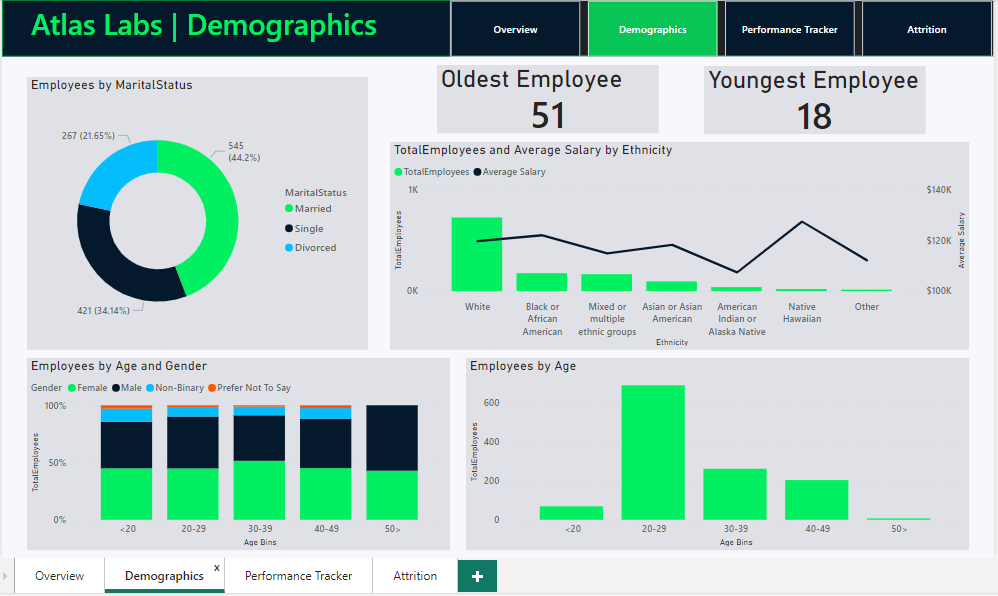 Atlas Labs | Demographics
Overview
Demographics
Performance Tracker
Attrition
Employees by MaritalStatus
267 (21.65%)
545
(44.2%)
421 (34.14%)
MaritalStatus
Married
Single
Divorced
Oldest Employee
51
Youngest Employee
18
TotalEmployees and Average Salary by Ethnicity
TotalEmployees Average Salary
1K
0K
TotalEmployees
$140K
$120K
$100K
Average Salary
White
Black or
African
American
Mixed or
multiple
ethnic groups
Asian or Asian
American
American
Indian or
Alaska Native
Native
Hawaiian
Other
Ethnicity
Employees by Age and Gender
Gender Female Male Non-Binary Prefer Not To Say
100%
50%
0%
TotalEmployees
<20 20-29 30-39 40-49 50>
Age Bins
Employees by Age
600
400
200
0
TotalEmployees
<20 20-29 30-39 40-49 50>
Age Bins
Overview
Demographics x
Performance Tracker
Attrition
+